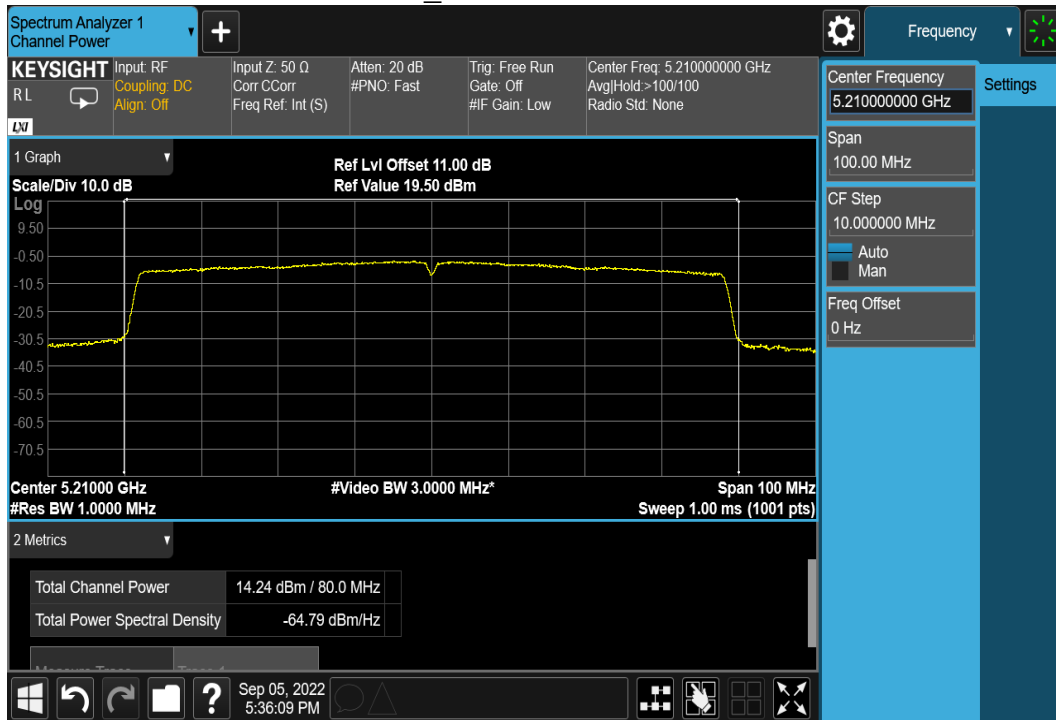 Spectrum Analyzer 1
Channel Power
+
Frequency
KEYSIGHT
RL
LXI
Input: RF
Coupling: DC
Align: Off
Input Z: 50 Ω
Corr CCorr
Freq Ref: Int (S)
Atten: 20 dB
#PNO: Fast
Trig: Free Run
Gate: Off
#IF Gain: Low
Center Freq: 5.210000000 GHz
Avg|Hold:>100/100
Radio Std: None
Center Frequency
5.210000000 GHz
Settings
Span
100.00 MHz
CF Step
10.000000 MHz
Auto
Man
Freq Offset
0 Hz
1 Graph
Scale/Div 10.0 dB
Ref Lvl Offset 11.00 dB
Ref Value 19.50 dBm
Log
9.50
-0.50
-10.5
-20.5
-30.5
-40.5
-50.5
-60.5
-70.5
Center 5.21000 GHz
#Video BW 3.0000 MHz*
Span 100 MHz
#Res BW 1.0000 MHz
Sweep 1.00 ms (1001 pts)
2 Metrics
Total Channel Power 14.24 dBm / 80.0 MHz
Total Power Spectral Density -64.79 dBm/Hz
?
Sep 05, 2022
5:36:09 PM